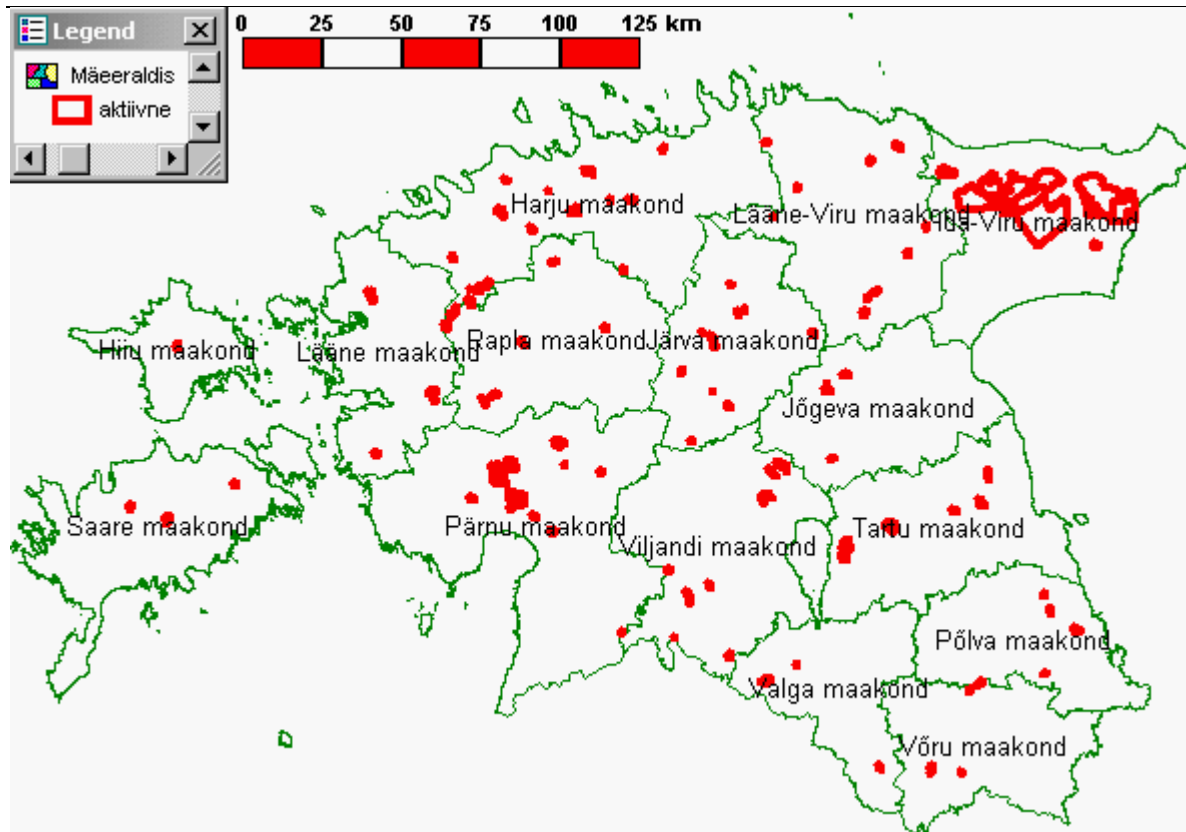 Legend
Mäeeraldis
aktiivne
0 25 50 75 100 125 km
Harju maakond
Lääne-Viru maakond
Ida-Viru maakond
Hiiu maakond
Lääne maakond
Rapla maakond
Järva maakond
Jõgeva maakond
Saare maakond
Pärnu maakond
Viljandi maakond
Tartu maakond
Põlva maakond
Valga maakond
Võru maakond